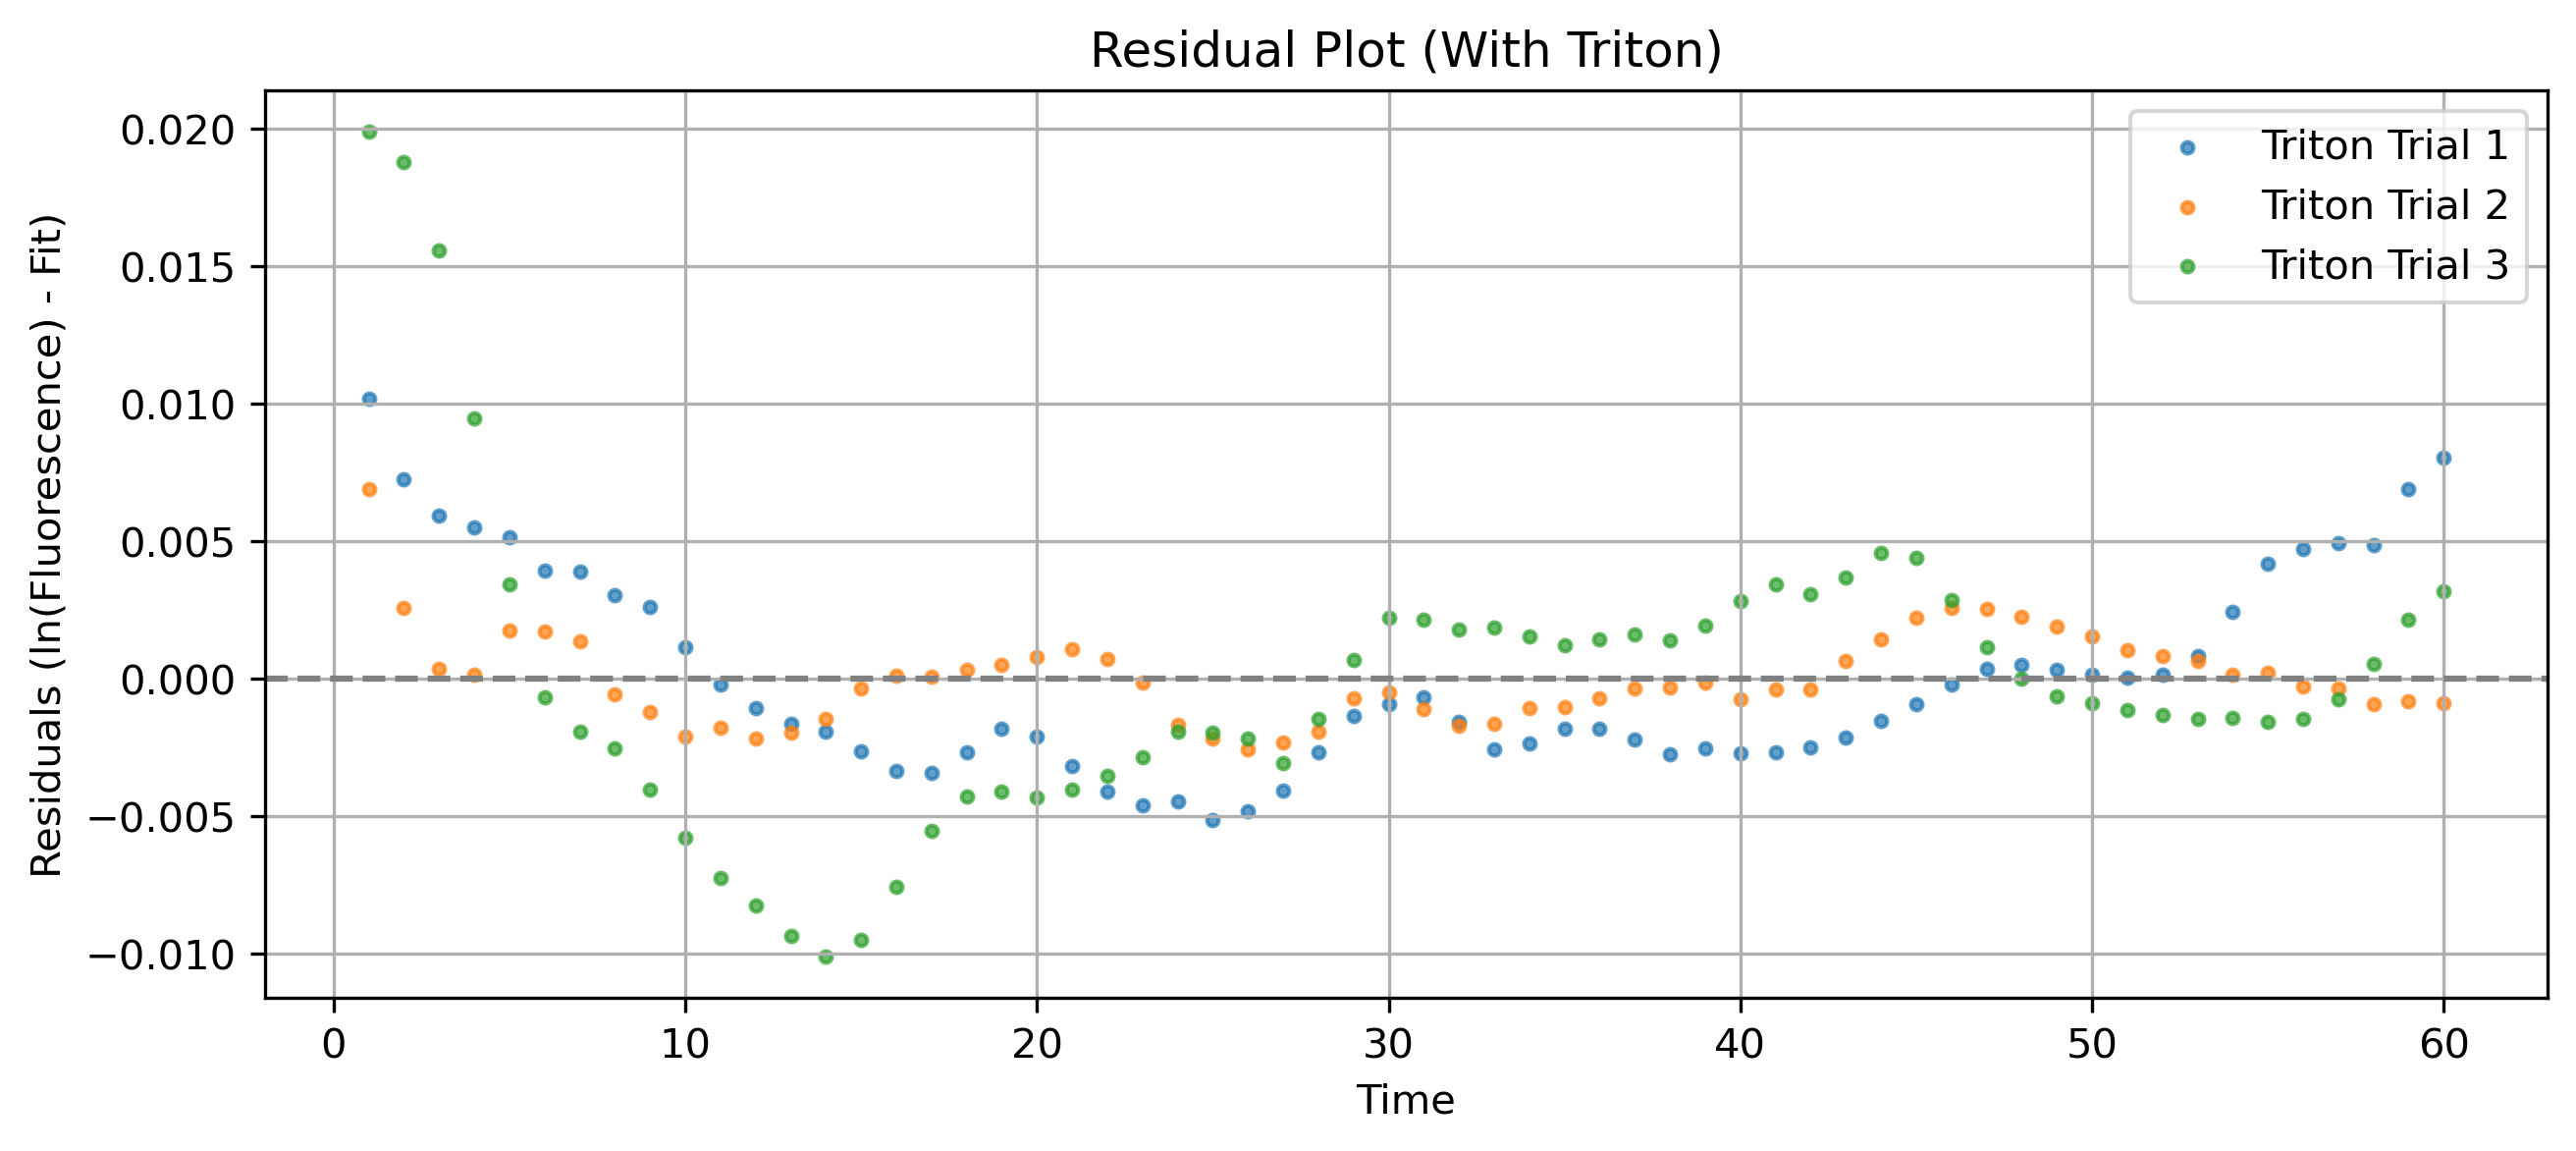 Residual Plot (With Triton)
Residuals (ln(Fluorescence) - Fit)
0.020
0.015
0.010
0.005
0.000
−0.005
−0.010
Triton Trial 1
Triton Trial 2
Triton Trial 3
0 10 20 30 40 50 60
Time